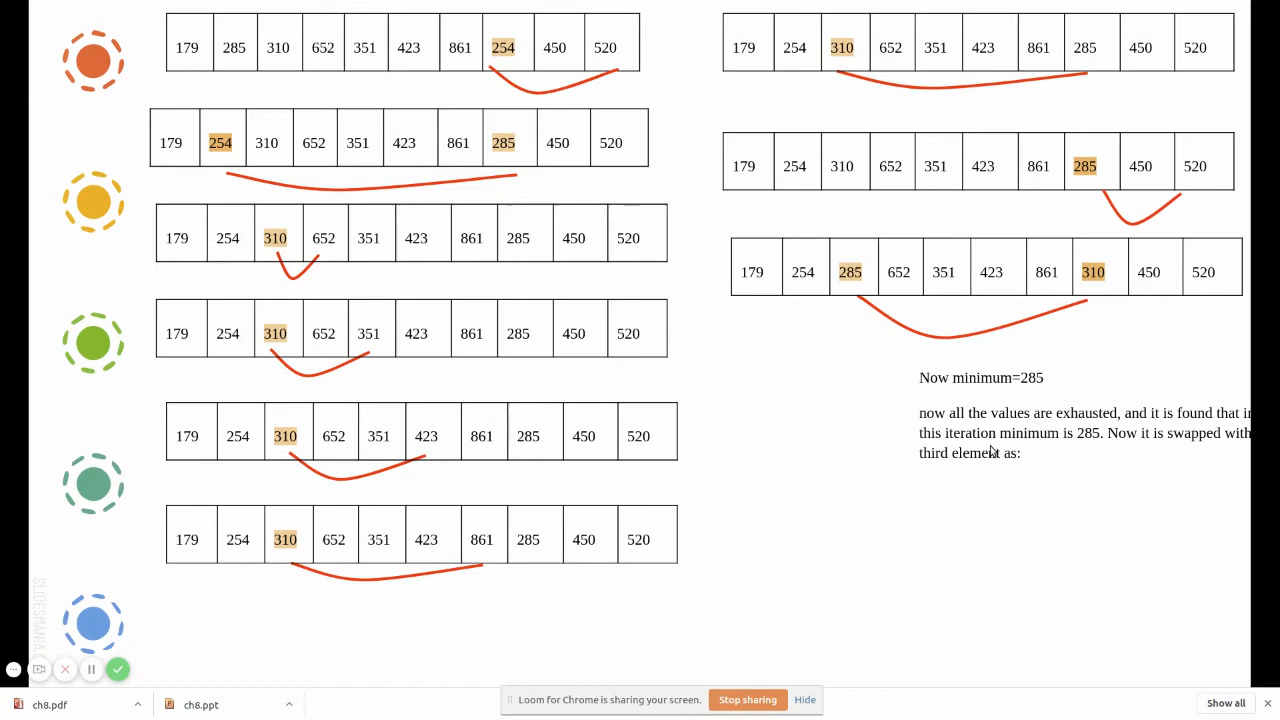 179 285 310 652 351 423 861 254 450 520
179 254 310 652 351 423 861 285 450 520
179 254 310 652 351 423 861 285 450 520
179 254 310 652 351 423 861 285 450 520
179 254 310 652 351 423 861 285 450 520
179 254 310 652 351 423 861 285 450 520
179 254 310 652 351 423 861 285 450 520
179 254 310 652 351 423 861 285 450 520
179 254 285 652 351 423 861 310 450 520
Now minimum=285
now all the values are exhausted, and it is found that in
this iteration minimum is 285. Now it is swapped with
third element as:
SLIDESMANIA.C
ch8.pdf
ch8.ppt
Loom for Chrome is sharing your screen.
Stop sharing
Hide
Show all